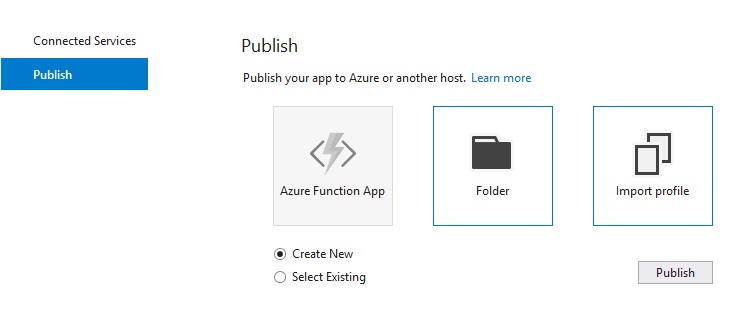 Connected Services
Publish
Publish
Publish your app to Azure or another host. Learn more
Azure Function App
Folder
Import profile
Create New
Select Existing
Publish